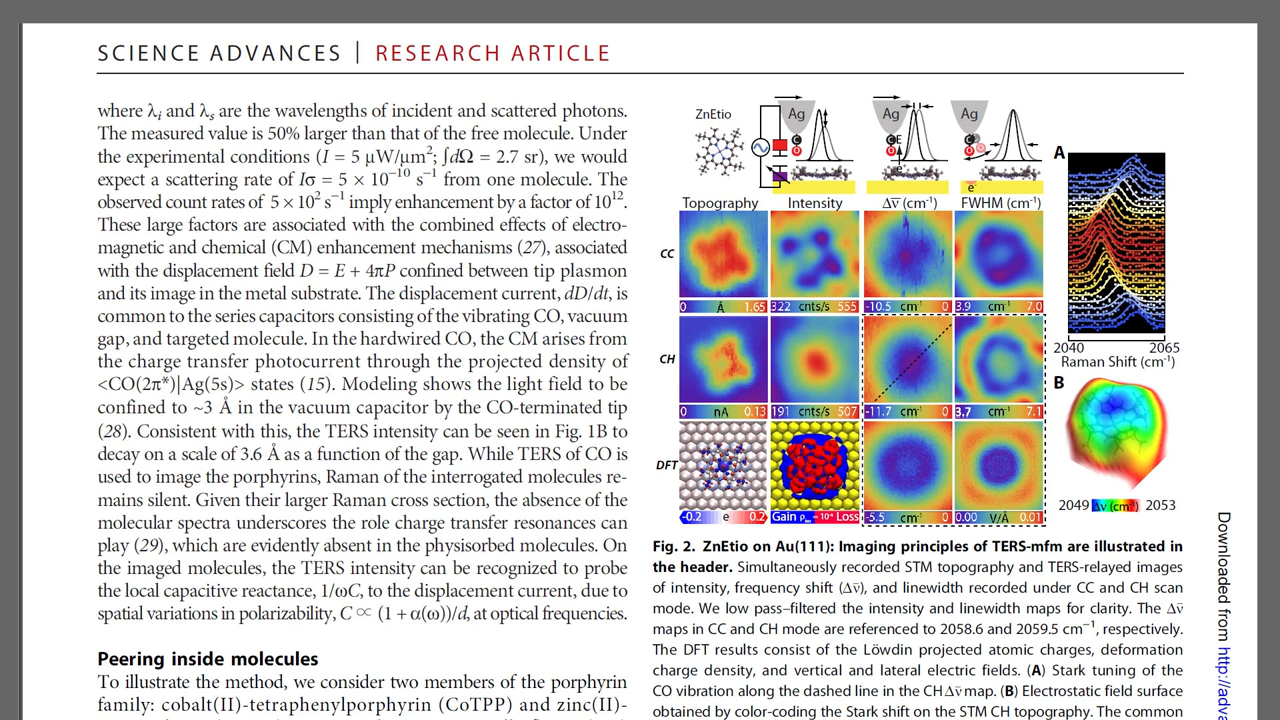 SCIENCE ADVANCES | RESEARCH ARTICLE
where λi and λs are the wavelengths of incident and scattered photons.
The measured value is 50% larger than that of the free molecule. Under
the experimental conditions (I = 5 μW/μm²; ∫dΩ = 2.7 sr), we would
expect a scattering rate of Iσ = 5 × 10⁻¹⁰ s⁻¹ from one molecule. The
observed count rates of 5 × 10² s⁻¹ imply enhancement by a factor of 10¹².
These large factors are associated with the combined effects of electro-
magnetic and chemical (CM) enhancement mechanisms (27), associated
with the displacement field D = E + 4πP confined between tip plasmon
and its image in the metal substrate. The displacement current, dD/dt, is
common to the series capacitors consisting of the vibrating CO, vacuum
gap, and targeted molecule. In the hardwired CO, the CM arises from
the charge transfer photocurrent through the projected density of
<CO(2π*)|Ag(5s)> states (15). Modeling shows the light field to be
confined to ~3 Å in the vacuum capacitor by the CO-terminated tip
(28). Consistent with this, the TERS intensity can be seen in Fig. 1B to
decay on a scale of 3.6 Å as a function of the gap. While TERS of CO is
used to image the porphyrins, Raman of the interrogated molecules re-
mains silent. Given their larger Raman cross section, the absence of the
molecular spectra underscores the role charge transfer resonances can
play (29), which are evidently absent in the physisorbed molecules. On
the imaged molecules, the TERS intensity can be recognized to probe
the local capacitive reactance, 1/ωC, to the displacement current, due to
spatial variations in polarizability, C ∝ (1 + α(ω))/d, at optical frequencies.
Peering inside molecules
To illustrate the method, we consider two members of the porphyrin
family: cobalt(II)-tetraphenylporphyrin (CoTPP) and zinc(II)-
ZnEtio
Ag Ag Ag
C C E C
O O O
e⁻ e⁻
Topography Intensity Δν̅ (cm⁻¹) FWHM (cm⁻¹)
CC
0 Å 1.65 322 cnts/s 555 -10.5 cm⁻¹ 0 3.9 cm⁻¹ 7.0
CH
0 nA 0.13 191 cnts/s 507 -11.7 cm⁻¹ 0 3.7 cm⁻¹ 7.1
DFT
-0.2 e 0.2 Gain Loss -5.5 cm⁻¹ 0 0.00 V/Å 0.01
A
2040 2065
Raman Shift (cm⁻¹)
B
2049 Δν (cm⁻¹) 2053
Fig. 2. ZnEtio on Au(111): Imaging principles of TERS-mfm are illustrated in
the header. Simultaneously recorded STM topography and TERS-relayed images
of intensity, frequency shift (Δν̅), and linewidth recorded under CC and CH scan
mode. We low pass–filtered the intensity and linewidth maps for clarity. The Δν̅
maps in CC and CH mode are referenced to 2058.6 and 2059.5 cm⁻¹, respectively.
The DFT results consist of the Löwdin projected atomic charges, deformation
charge density, and vertical and lateral electric fields. (A) Stark tuning of the
CO vibration along the dashed line in the CH Δν̅ map. (B) Electrostatic field surface
obtained by color-coding the Stark shift on the STM CH topography. The common
Downloaded from http://adva